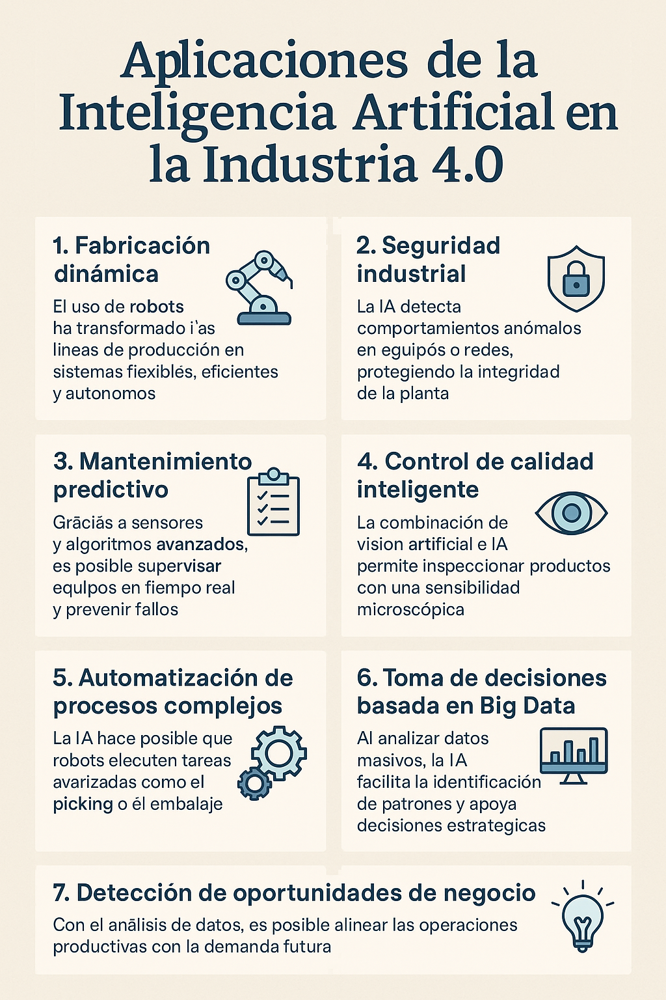 Aplicaciones de la
Inteligencia Artificial en
la Industria 4.0
1. Fabricación
dinámica
El uso de robots
ha transformado i'as
lineas de producción en
sistemas fiexiblés, eficientes
y autonomos
2. Seguridad
industrial
La IA detecta
comportamientos anómalos
en eguipós o redes,
protegiendo la integridad
de la planta
3. Mantenimiento
predictivo
Grāciăs a sensores
y algoritmos avanzados,
es posible supervisar
equlpos en fiempo real
y prevenir fallos
4. Control de calidad
inteligente
La combinación de
vision artificial e IA
permite inspeccionar productos
con una sensibilidad
microscópica
5. Automatización de
procesos complejos
La IA hace posible que
robots elecuten tareas
avarizadas como el
picking o él embalaje
6. Toma de decisiones
basada en Big Data
Al analizar datos
masivos, la IA
facilita la identificación
de patrones y apoya
decisiones estrategicas
7. Detección de oportunidades de negocio
Con el anālisis de datos, es posible alinear las operaciones
productivas con la demanda futura